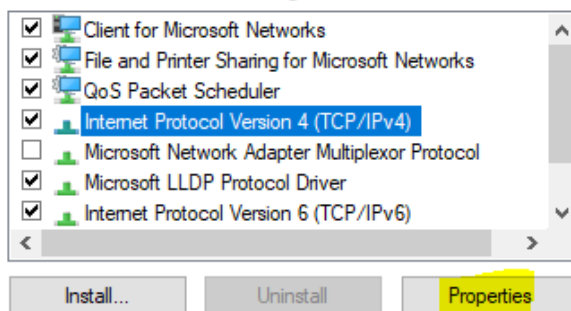 Client for Microsoft Networks
File and Printer Sharing for Microsoft Networks
QoS Packet Scheduler
Internet Protocol Version 4 (TCP/IPv4)
Microsoft Network Adapter Multiplexor Protocol
Microsoft LLDP Protocol Driver
Internet Protocol Version 6 (TCP/IPv6)
Install... Uninstall Properties